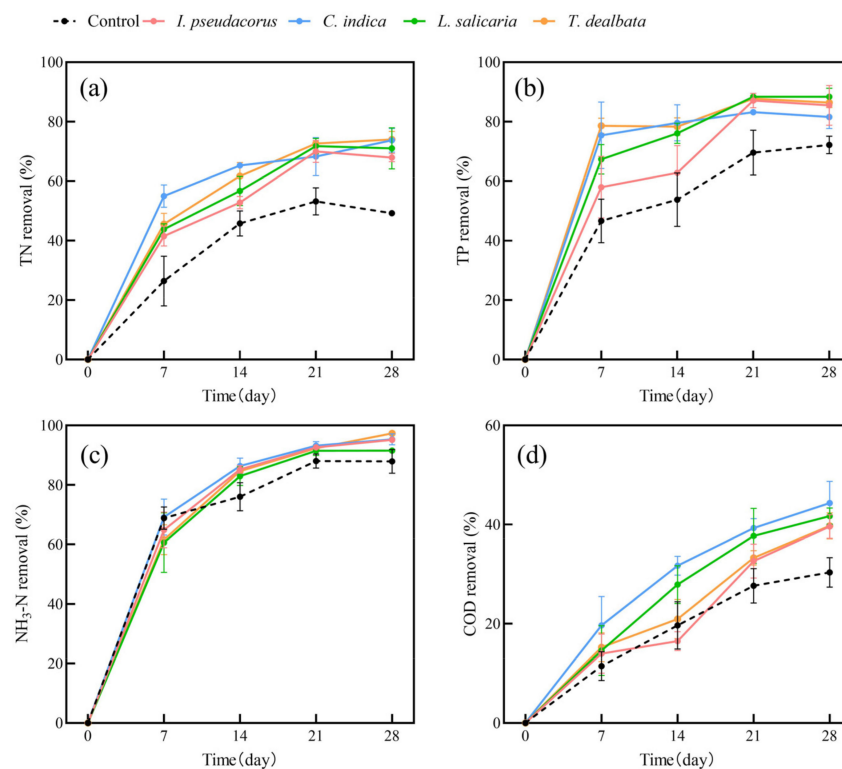 Control I. pseudacorus C. indica L. salicaria T. dealbata
(a)
TN removal (%)
100
80
60
40
20
0
0 7 14 21 28
Time(day)
(b)
TP removal (%)
100
80
60
40
20
0
0 7 14 21 28
Time(day)
(c)
NH3-N removal (%)
100
80
60
40
20
0
0 7 14 21 28
Time(day)
(d)
COD removal (%)
60
40
20
0
0 7 14 21 28
Time(day)